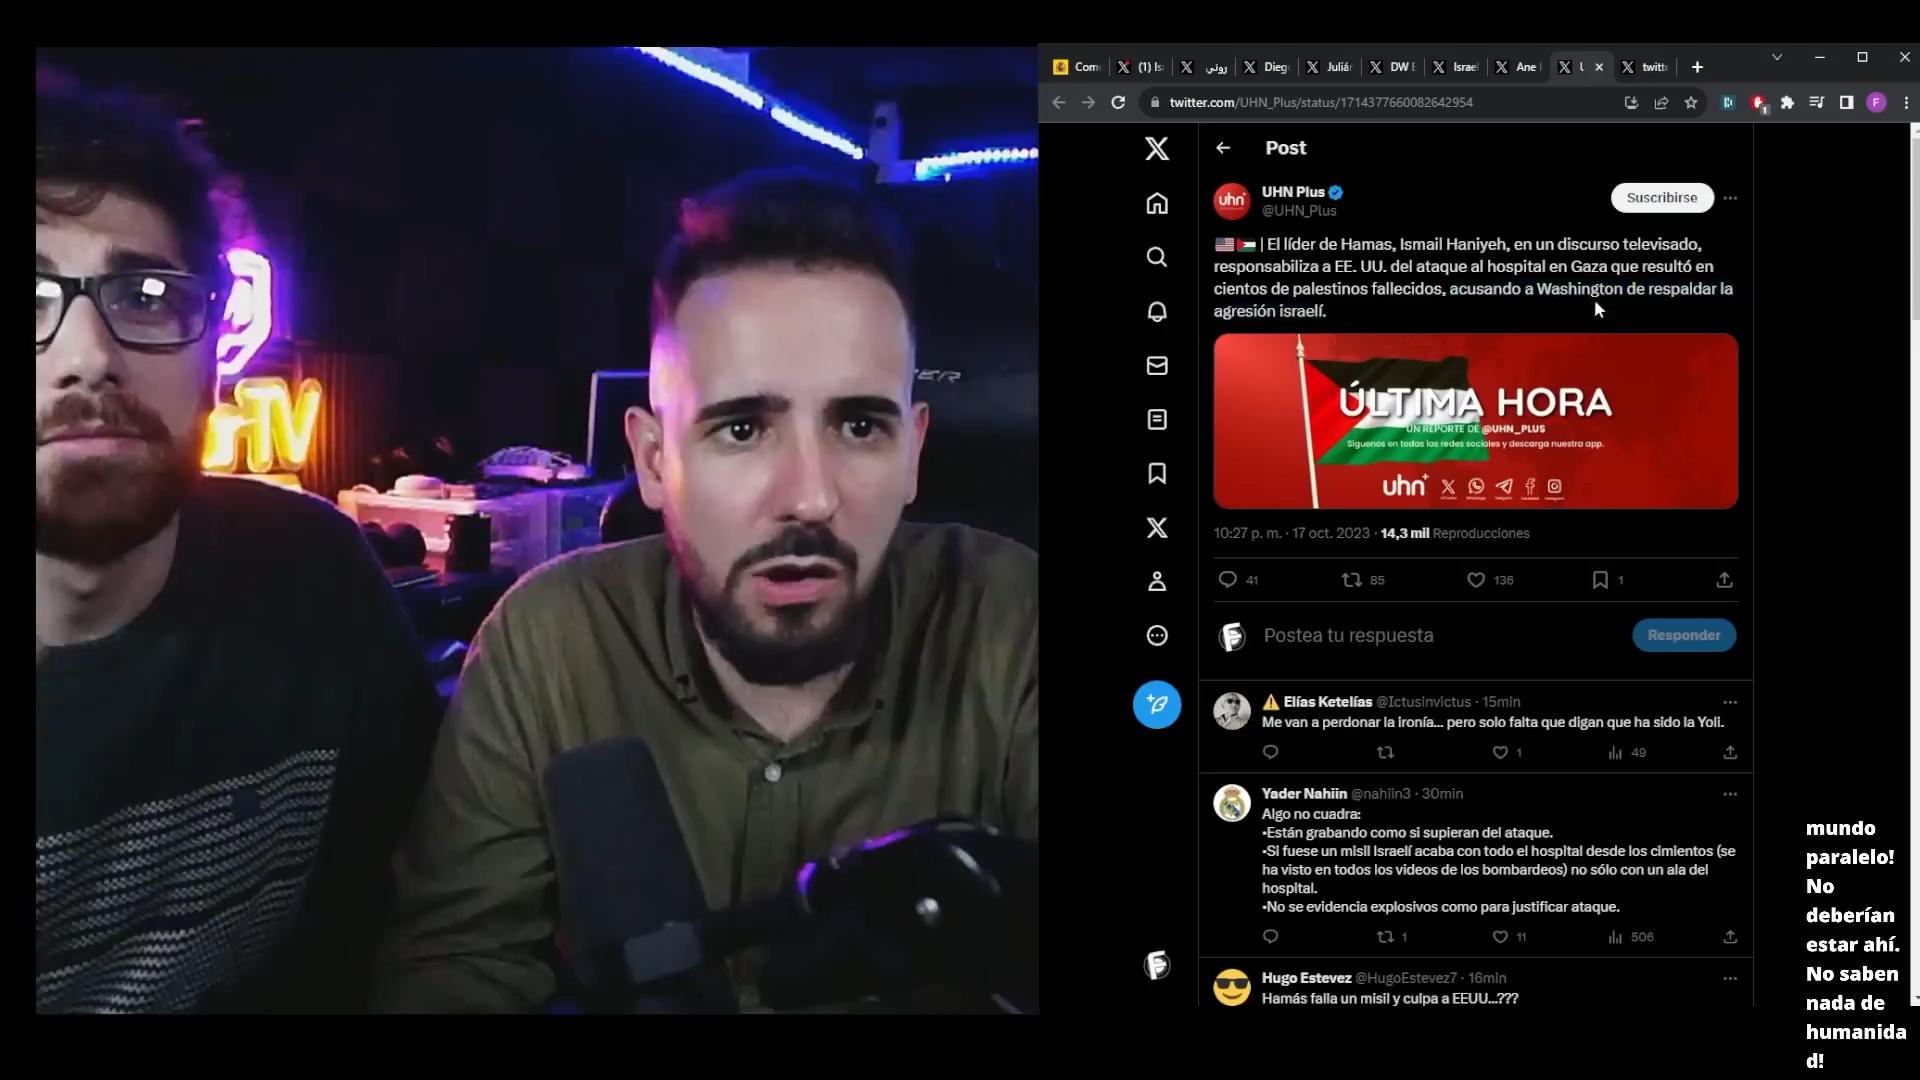 TV
Com
(1) Is
روني
Dieg
Juliár
DW E
Israel
Ane
twitte
twitter.com/UHN_Plus/status/1714377660082642954
F
1
Post
uhn
UHN Plus
@UHN_Plus
Suscribirse
| El líder de Hamas, Ismail Haniyeh, en un discurso televisado,
responsabiliza a EE. UU. del ataque al hospital en Gaza que resultó en
cientos de palestinos fallecidos, acusando a Washington de respaldar la
agresión israelí.
ÚLTIMA HORA
UN REPORTE DE @UHN_PLUS
Síguenos en todas las redes sociales y descarga nuestra app.
uhn+
10:27 p. m. · 17 oct. 2023 · 14,3 mil Reproducciones
41
85
136
1
Postea tu respuesta
Responder
Elías Ketelías @Ictusinvictus · 15min
Me van a perdonar la ironía... pero solo falta que digan que ha sido la Yoli.
1
49
Yader Nahiin @nahiin3 · 30min
Algo no cuadra:
•Están grabando como si supieran del ataque.
•Si fuese un misil Israelí acaba con todo el hospital desde los cimientos (se
ha visto en todos los videos de los bombardeos) no sólo con un ala del
hospital.
•No se evidencia explosivos como para justificar ataque.
1
11
506
Hugo Estevez @HugoEstevez7 · 16min
Hamás falla un misil y culpa a EEUU...???
mundo
paralelo!
No
deberían
estar ahí.
No saben
nada de
humanida
d!